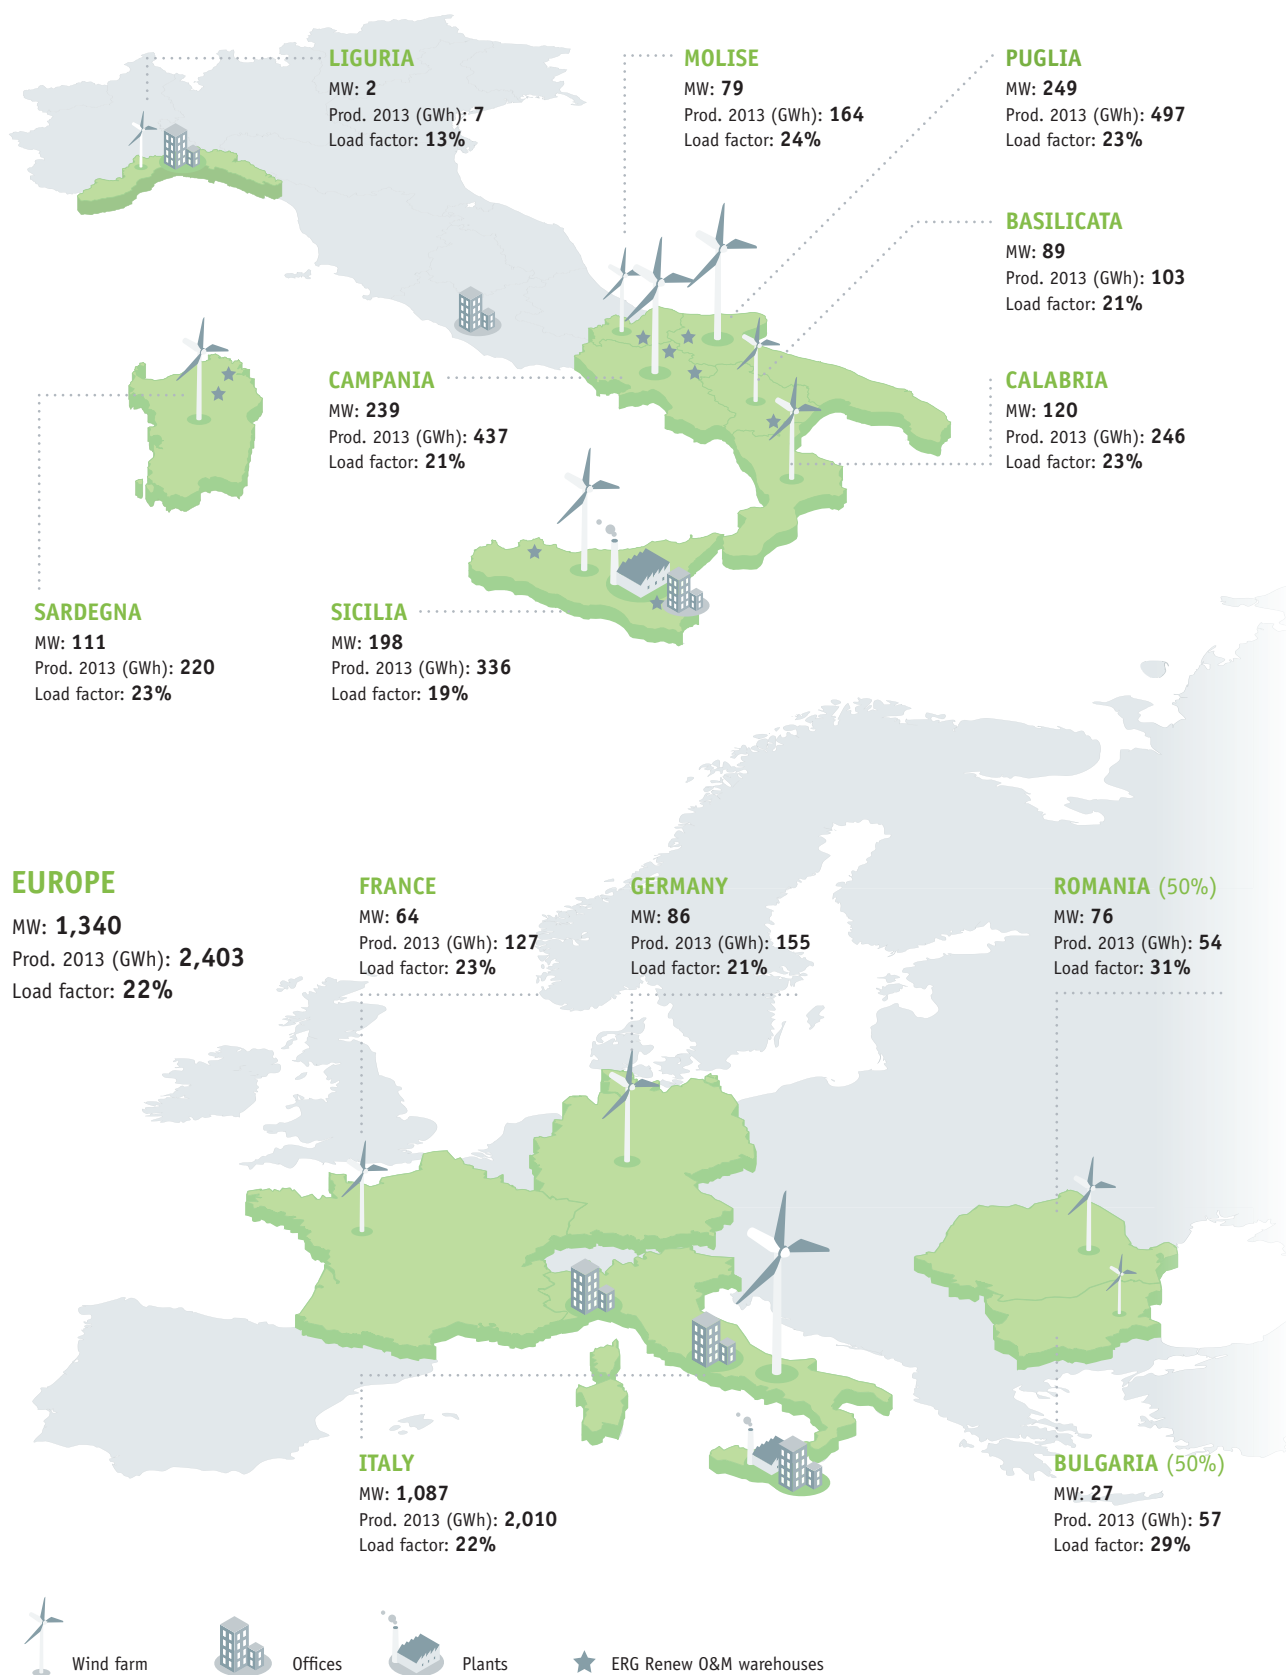 LIGURIA
MW: 2
Prod. 2013 (GWh): 7
Load factor: 13%
MOLISE
MW: 79
Prod. 2013 (GWh): 164
Load factor: 24%
PUGLIA
MW: 249
Prod. 2013 (GWh): 497
Load factor: 23%
BASILICATA
MW: 89
Prod. 2013 (GWh): 103
Load factor: 21%
CAMPANIA
MW: 239
Prod. 2013 (GWh): 437
Load factor: 21%
CALABRIA
MW: 120
Prod. 2013 (GWh): 246
Load factor: 23%
SARDEGNA
MW: 111
Prod. 2013 (GWh): 220
Load factor: 23%
SICILIA
MW: 198
Prod. 2013 (GWh): 336
Load factor: 19%
EUROPE
MW: 1,340
Prod. 2013 (GWh): 2,403
Load factor: 22%
FRANCE
MW: 64
Prod. 2013 (GWh): 127
Load factor: 23%
GERMANY
MW: 86
Prod. 2013 (GWh): 155
Load factor: 21%
ROMANIA (50%)
MW: 76
Prod. 2013 (GWh): 54
Load factor: 31%
ITALY
MW: 1,087
Prod. 2013 (GWh): 2,010
Load factor: 22%
BULGARIA (50%)
MW: 27
Prod. 2013 (GWh): 57
Load factor: 29%
Wind farm
Offices
Plants
ERG Renew O&M warehouses